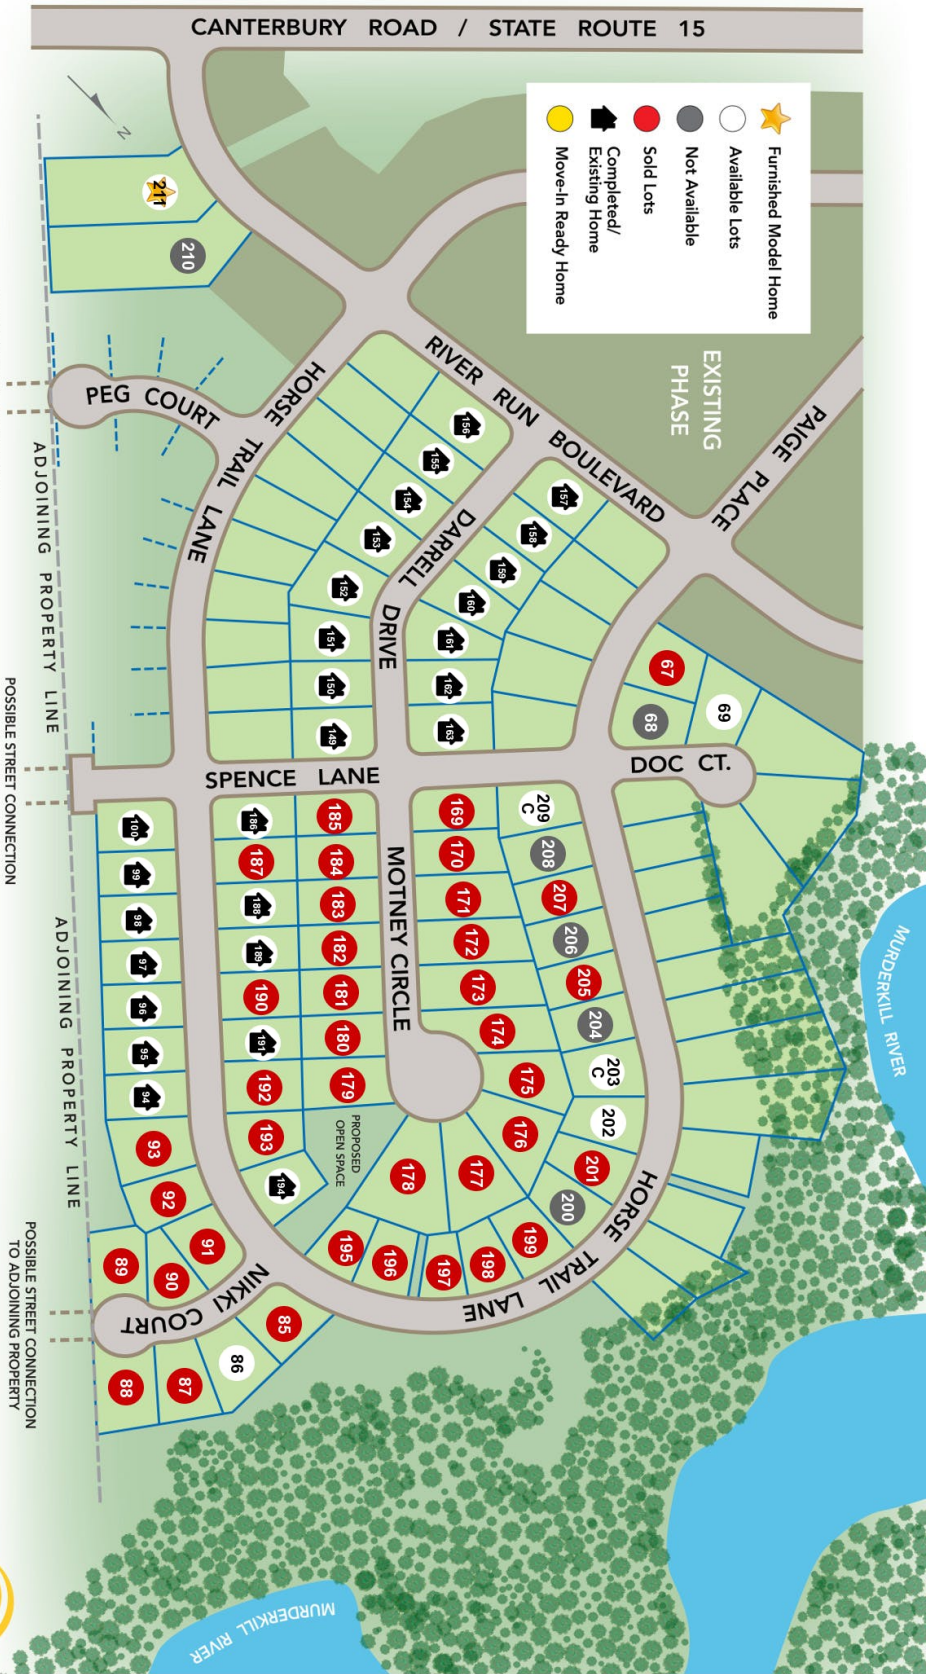 CANTERBURY ROAD / STATE ROUTE 15
Furnished Model Home
Available Lots
Not Available
Sold Lots
Completed/
Existing Home
Move-In Ready Home
N
EXISTING
PHASE
PAIGE PLACE
RIVER RUN BOULEVARD
DARRELL DRIVE
HORSE TRAIL LANE
PEG COURT
SPENCE LANE
DOC CT.
MOTNEY CIRCLE
HORSE TRAIL LANE
NIKKI COURT
PROPOSED
OPEN SPACE
MURDERKILL RIVER
MURDERKILL RIVER
ADJOINING PROPERTY LINE
ADJOINING PROPERTY LINE
POSSIBLE STREET CONNECTION
POSSIBLE STREET CONNECTION
TO ADJOINING PROPERTY
211
210
156
155
154
153
152
151
150
149
157
158
159
160
161
162
163
67
68
69
169
170
171
172
173
174
175
176
177
178
179
180
181
182
183
184
185
186
187
188
189
190
191
192
193
194
195
196
197
198
199
200
201
202
203
C
204
205
206
207
208
209
C
100
99
98
97
96
95
94
93
92
91
90
89
88
87
86
85